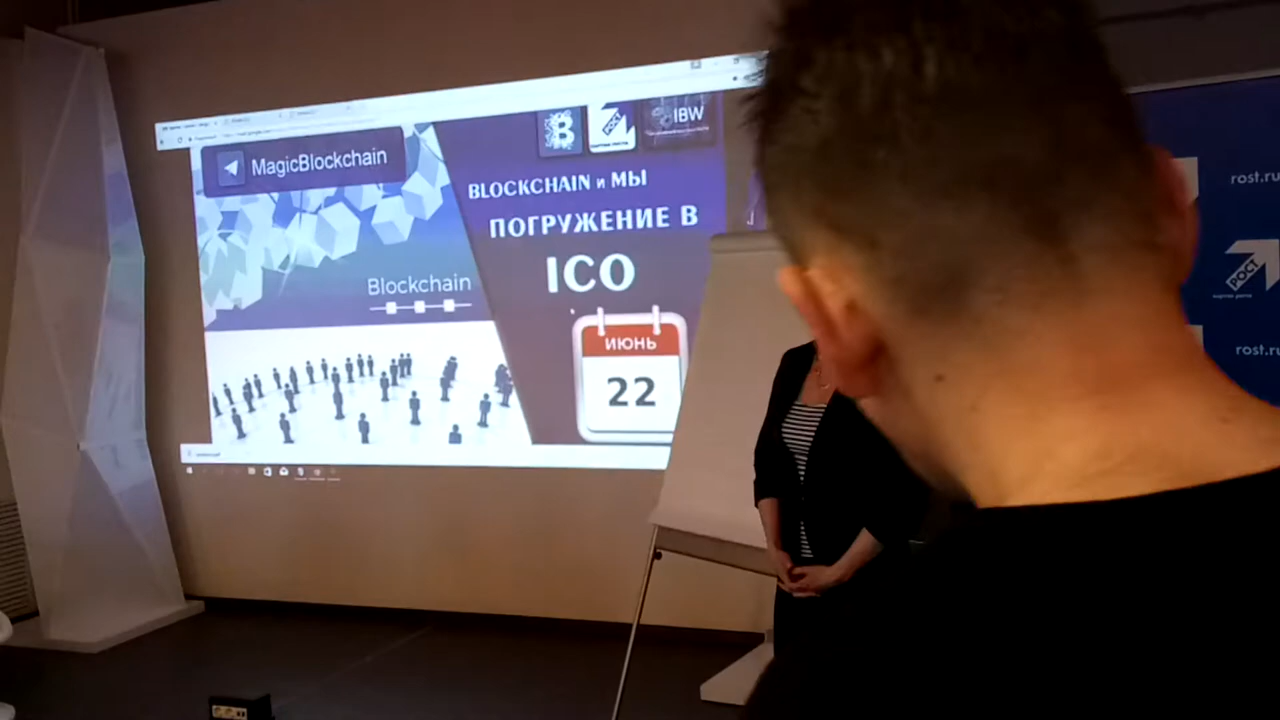 MagicBlockchain
IBW
BLOCKCHAIN и МЫ
ПОГРУЖЕНИЕ В
ICO
Blockchain
ИЮНЬ
22
rost.ru
РОСТ
rost.ru